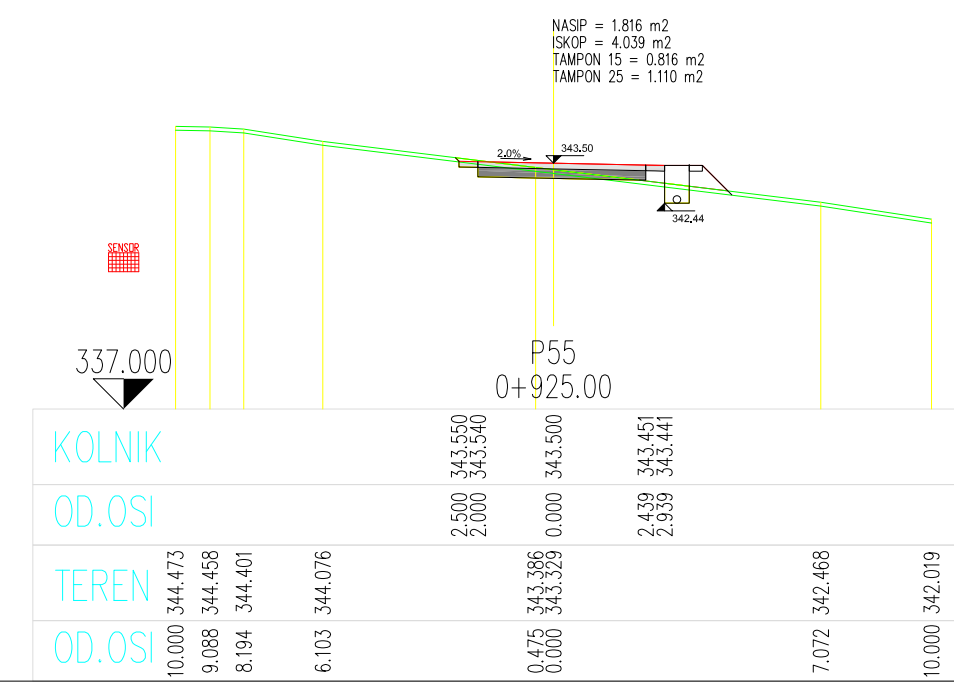 NASIP = 1.816 m2
ISKOP = 4.039 m2
TAMPON 15 = 0.816 m2
TAMPON 25 = 1.110 m2
2.0%
343.50
342.44
SENSOR
337.000
P55
0+925.00
KOLNIK 343.550 343.540 343.500 343.451 343.441
OD.OSI 2.500 2.000 0.000 2.439 2.939
TEREN 344.473 344.458 344.401 344.076 343.386 343.329 342.468 342.019
OD.OSI 10.000 9.088 8.194 6.103 0.475 0.000 7.072 10.000